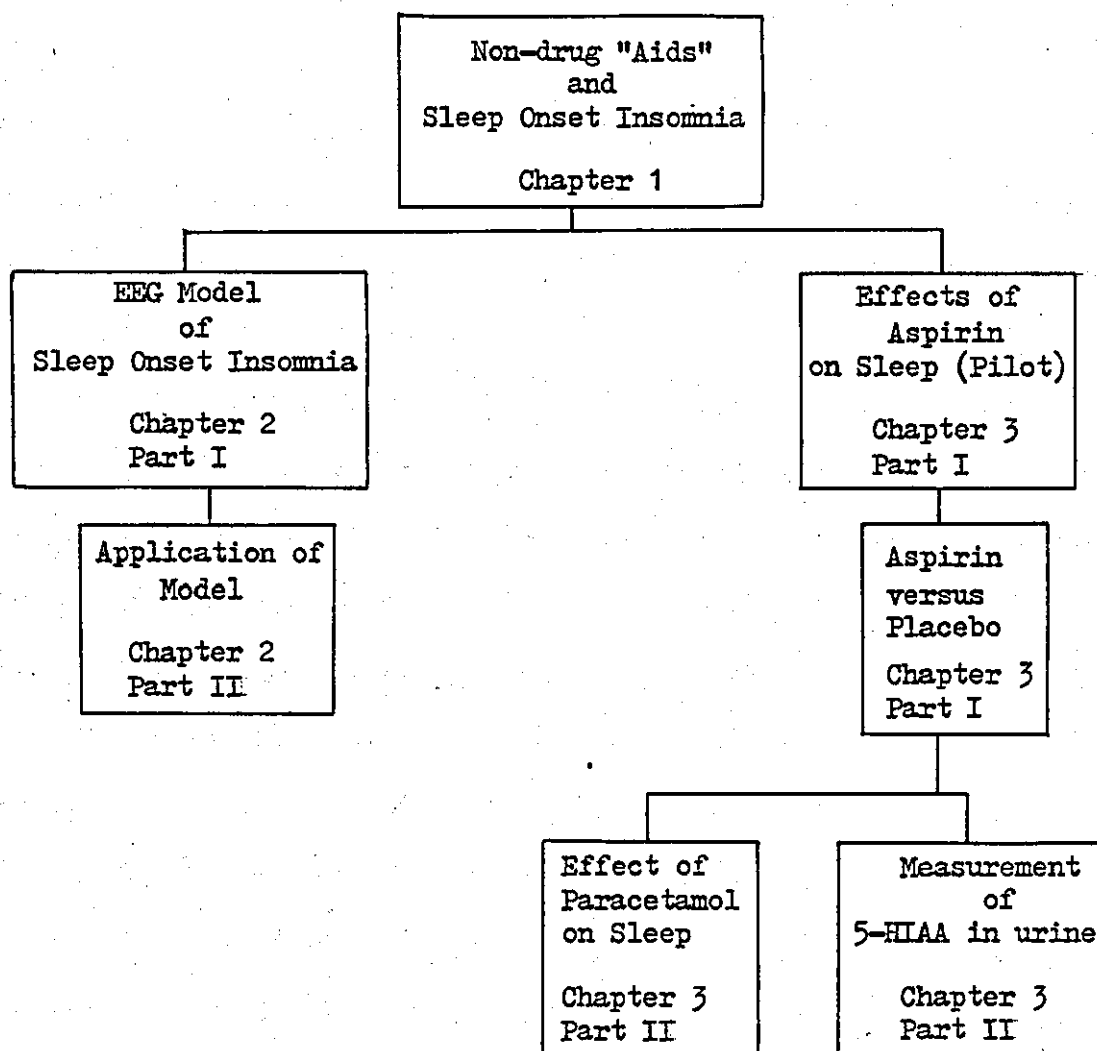 Non-drug "Aids"
and
Sleep Onset Insomnia
Chapter 1
EEG Model
of
Sleep Onset Insomnia
Chapter 2
Part I
Effects of
Aspirin
on Sleep (Pilot)
Chapter 3
Part I
Application of
Model
Chapter 2
Part II
Aspirin
versus
Placebo
Chapter 3
Part I
Effect of
Paracetamol
on Sleep
Chapter 3
Part II
Measurement
of
5-HIAA in urine
Chapter 3
Part II